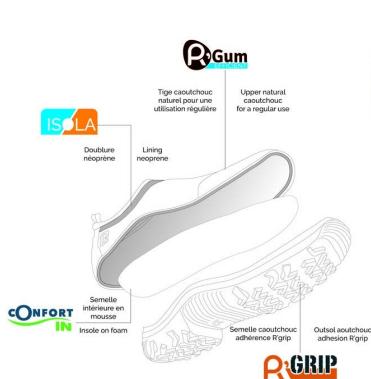 R'Gum
EFFICIENT
Tige caoutchouc
naturel pour une
utilisation régulière
Upper natural
caoutchouc
for a regular use
ISOLA
Doublure
néoprène
Lining
neoprene
CONFORT
IN
Semelle
intérieure en
mousse
Insole on foam
Semelle caoutchouc
adhérence R'grip
Outsol aoutchouc
adhesion R'grip
R'GRIP